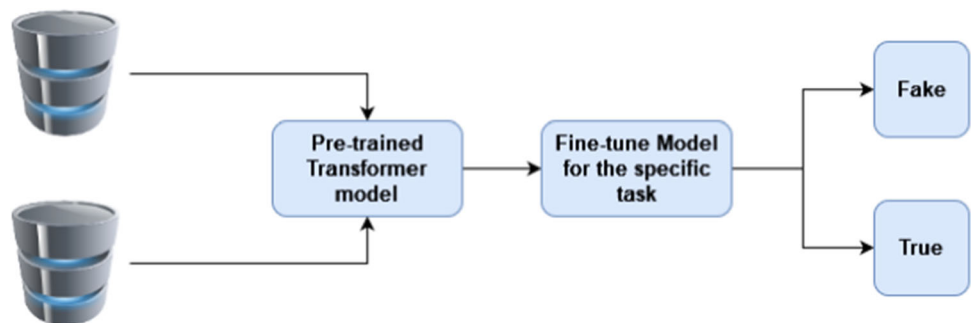 Pre-trained
Transformer
model
Fine-tune Model
for the specific
task
Fake
True